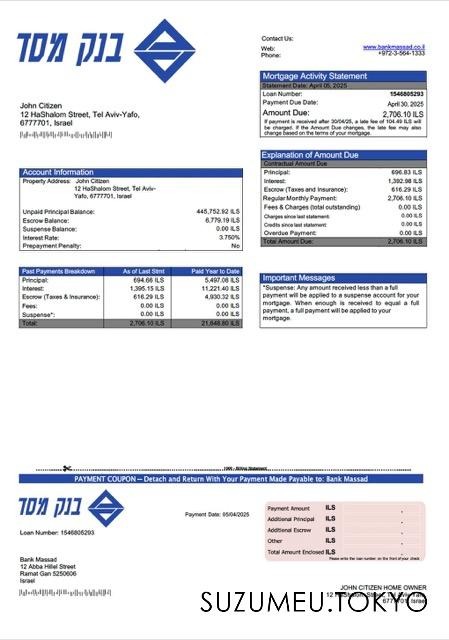 בנק מסד
Contact Us:
Web: www.bankmassad.co.il
Phone: +972-3-564-1333
Mortgage Activity Statement
Statement Date: April 05, 2025
Loan Number: 1546805293
Payment Due Date: April 30, 2025
Amount Due: 2,706.10 ILS
If payment is received after 30/04/25, a late fee of 104.49 ILS will
be charged. If the Amount Due changes, the late fee may also
change based on the terms of your mortgage.
John Citizen
12 HaShalom Street, Tel Aviv-Yafo,
6777701, Israel
Explanation of Amount Due
Contractual Amount Due
Principal: 696.83 ILS
Interest: 1,392.98 ILS
Escrow (Taxes and Insurance): 616.29 ILS
Regular Monthly Payment: 2,706.10 ILS
Fees & Charges (total outstanding) 0.00 ILS
Charges since last statement: 0.00 ILS
Credits since last statement: 0.00 ILS
Overdue Payment: 0.00 ILS
Total Amount Due: 2,706.10 ILS
Account Information
Property Address: John Citizen
12 HaShalom Street, Tel Aviv-
Yafo, 6777701, Israel
Unpaid Principal Balance: 445,752.92 ILS
Escrow Balance: 6,779.19 ILS
Suspense Balance: 0.00 ILS
Interest Rate: 3.750%
Prepayment Penalty: No
Past Payments Breakdown As of Last Stmt Paid Year to Date
Principal: 694.66 ILS 5,497.08 ILS
Interest: 1,395.15 ILS 11,221.40 ILS
Escrow (Taxes & Insurance): 616.29 ILS 4,930.32 ILS
Fees: 0.00 ILS 0.00 ILS
Suspense*: 0.00 ILS 0.00 ILS
Total: 2,706.10 ILS 21,648.80 ILS
Important Messages
*Suspense: Any amount received less than a full
payment will be applied to a suspense account for your
mortgage. When enough is received to equal a full
payment, a full payment will be applied to your
mortgage.
PAYMENT COUPON – Detach and Return With Your Payment Made Payable to: Bank Massad
בנק מסד
Payment Date: 05/04/2025
Loan Number: 1546805293
Payment Amount ILS .
Additional Principal ILS .
Additional Escrow ILS .
Other ILS .
Total Amount Enclosed ILS .
Please write the loan number on the front of your check
Bank Massad
12 Abba Hillel Street
Ramat Gan 5250606
Israel
JOHN CITIZEN HOME OWNER
12 HaShalom Street, Tel Aviv-Yafo,
6777701, Israel
SUZUMEU.TOKYO